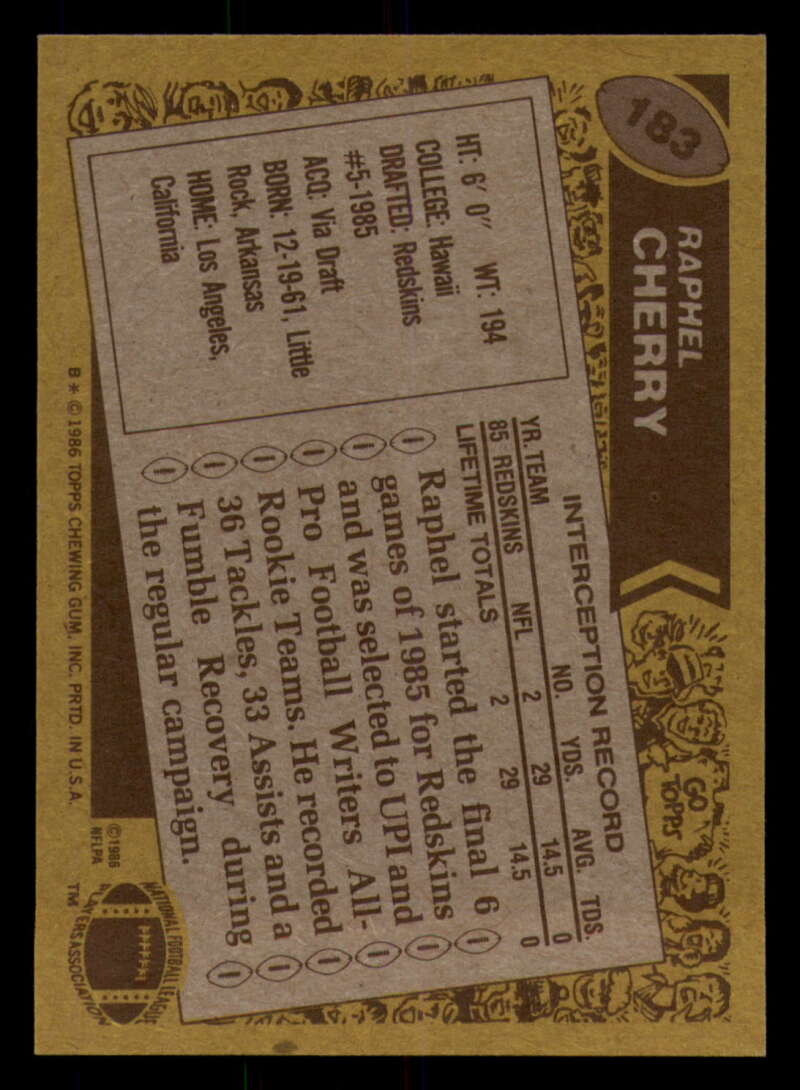 183
RAPHEL
CHERRY
HT: 6' 0" WT: 194
COLLEGE: Hawaii
DRAFTED: Redskins
#5-1985
ACQ: Via Draft
BORN: 12-19-61, Little
Rock, Arkansas
HOME: Los Angeles,
California
INTERCEPTION RECORD
YR. TEAM NFL NO. YDS. AVG. TDS.
85 REDSKINS 2 29 14.5 0
LIFETIME TOTALS 2 29 14.5 0
Raphel started the final 6
games of 1985 for Redskins
and was selected to UPI and
Pro Football Writers All-
Rookie Teams. He recorded
36 Tackles, 33 Assists and a
Fumble Recovery during
the regular campaign.
GO
TOPPS
B * © 1986 TOPPS CHEWING GUM, INC. PRTD. IN U.S.A.
©1986
NFLPA
NATIONAL FOOTBALL LEAGUE
PLAYERS ASSOCIATION
TM